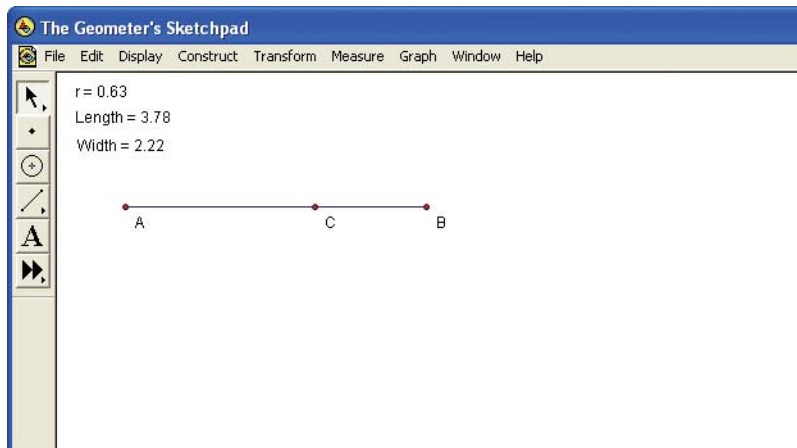 The Geometer's Sketchpad
File Edit Display Construct Transform Measure Graph Window Help
r = 0.63
Length = 3.78
Width = 2.22
A C B
A